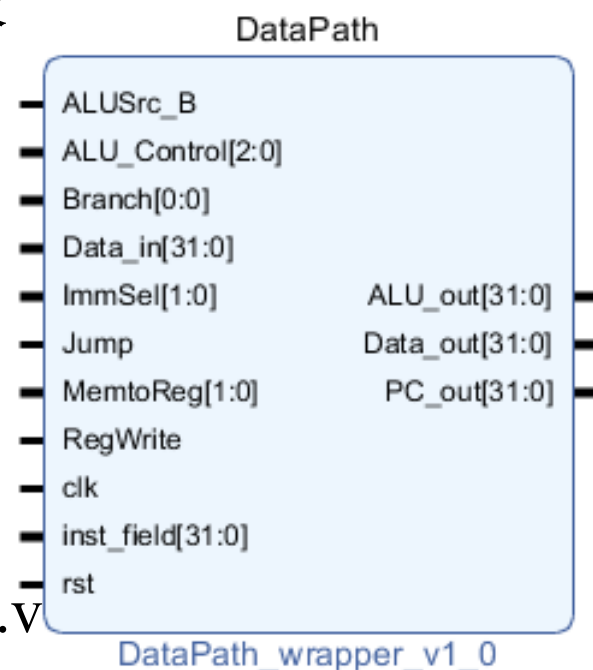 DataPath
ALUSrc_B
ALU_Control[2:0]
Branch[0:0]
Data_in[31:0]
ImmSel[1:0] ALU_out[31:0]
Jump Data_out[31:0]
MemtoReg[1:0] PC_out[31:0]
RegWrite
clk
inst_field[31:0]
rst
.v
DataPath_wrapper_v1_0